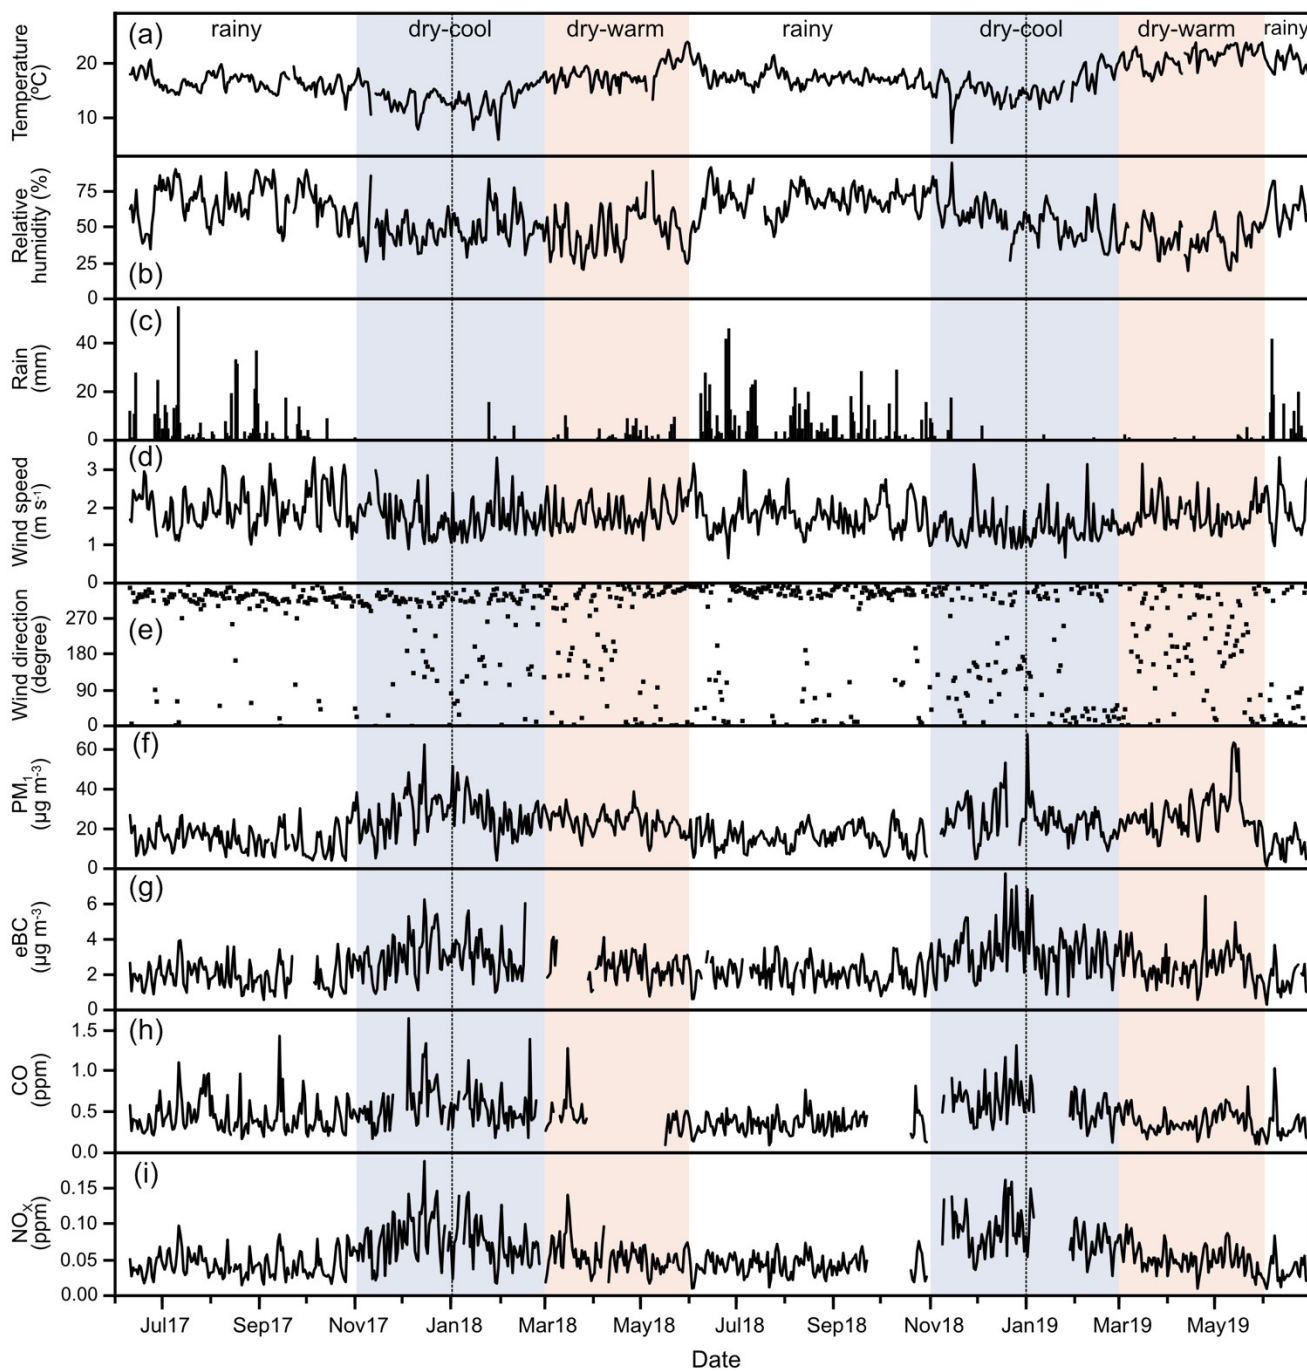 (a) rainy dry-cool dry-warm rainy dry-cool dry-warm rainy
Temperature
(°C)
20
10
Relative
humidity (%)
75
50
25
0
(b)
(c)
Rain
(mm)
40
20
0
(d)
Wind speed
(m s⁻¹)
3
2
1
0
(e)
Wind direction
(degree)
270
180
90
0
(f)
PM₁
(µg m⁻³)
60
40
20
0
(g)
eBC
(µg m⁻³)
6
4
2
0
(h)
CO
(ppm)
1.5
1.0
0.5
0.0
(i)
NOₓ
(ppm)
0.15
0.10
0.05
0.00
Jul17 Sep17 Nov17 Jan18 Mar18 May18 Jul18 Sep18 Nov18 Jan19 Mar19 May19
Date